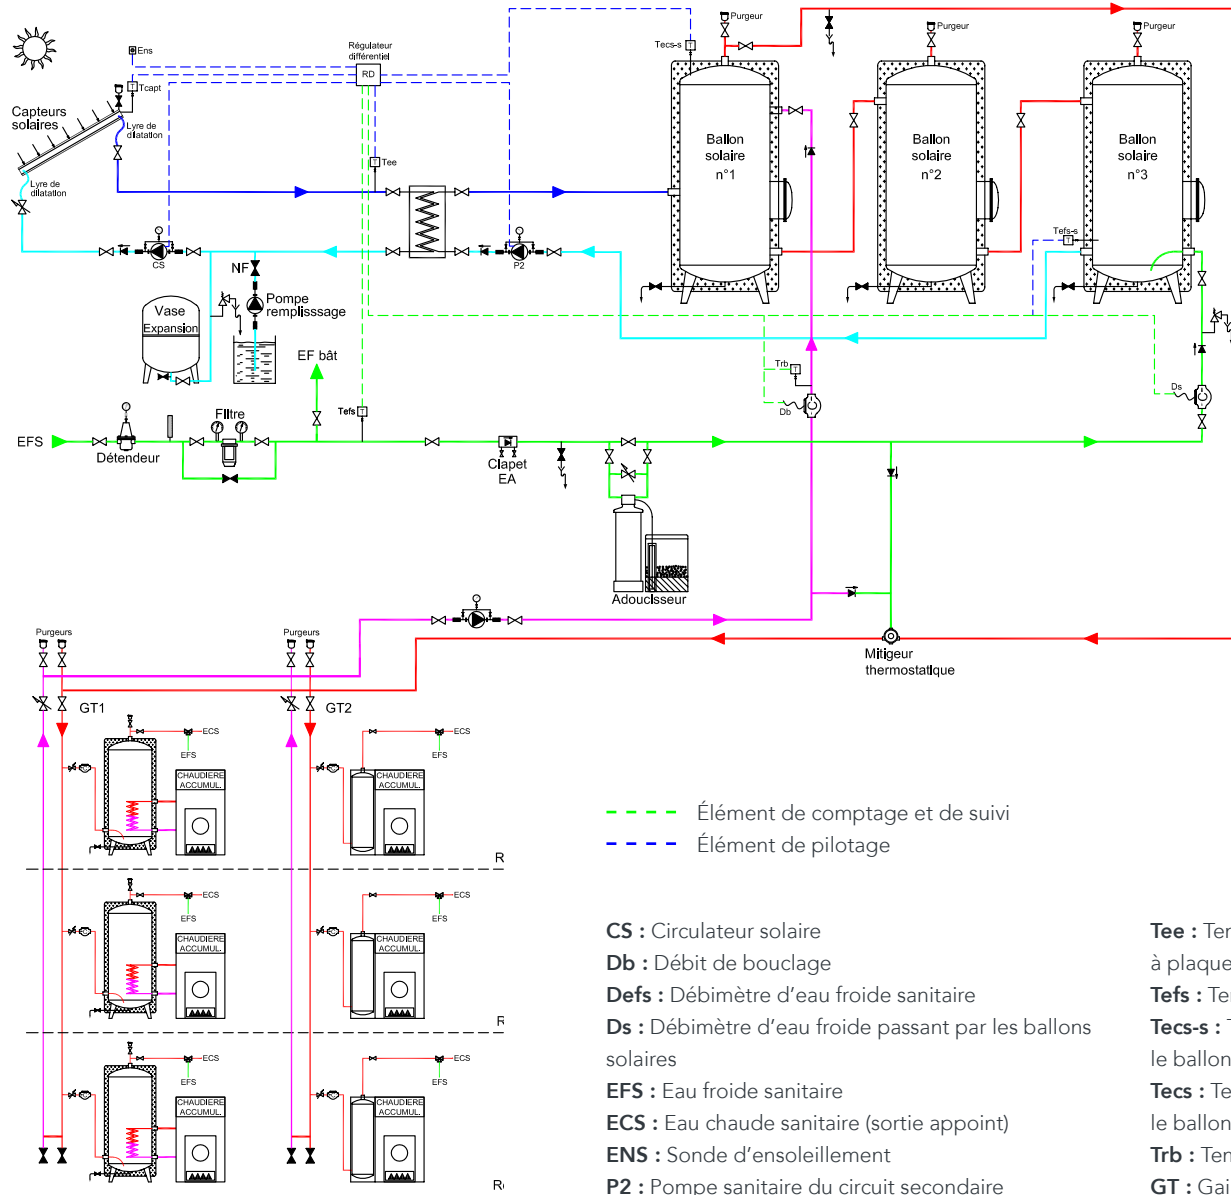 Purgeur
Purgeur
Purgeur
Ens
Tecs-s
Régulateur
différentiel
RD
Tcapt
Capteurs
solaires
Lyre de
dilatation
Lyre de
dilatation
Tee
Ballon
solaire
n°1
Ballon
solaire
n°2
Ballon
solaire
n°3
Tefs-s
CS
P2
NF
Pompe
remplisssage
Vase
Expansion
EF bât
Trb
Db
Ds
Tefs
EFS
Filtre
Détendeur
Clapet
EA
Adoucisseur
Mitigeur
thermostatique
Purgeurs
Purgeurs
GT1
GT2
ECS
EFS
CHAUDIERE
ACCUMUL.
ECS
EFS
CHAUDIERE
ACCUMUL.
R
ECS
EFS
CHAUDIERE
ACCUMUL.
ECS
EFS
CHAUDIERE
ACCUMUL.
R
ECS
EFS
CHAUDIERE
ACCUMUL.
ECS
EFS
CHAUDIERE
ACCUMUL.
Élément de comptage et de suivi
Élément de pilotage
CS : Circulateur solaire
Db : Débit de bouclage
Defs : Débimètre d'eau froide sanitaire
Ds : Débimètre d'eau froide passant par les ballons
solaires
EFS : Eau froide sanitaire
ECS : Eau chaude sanitaire (sortie appoint)
ENS : Sonde d'ensoleillement
P2 : Pompe sanitaire du circuit secondaire
Tee :
à plaque
Tefs :
Tecs-s :
le ballon
Tecs :
le ballon
Trb :
GT :